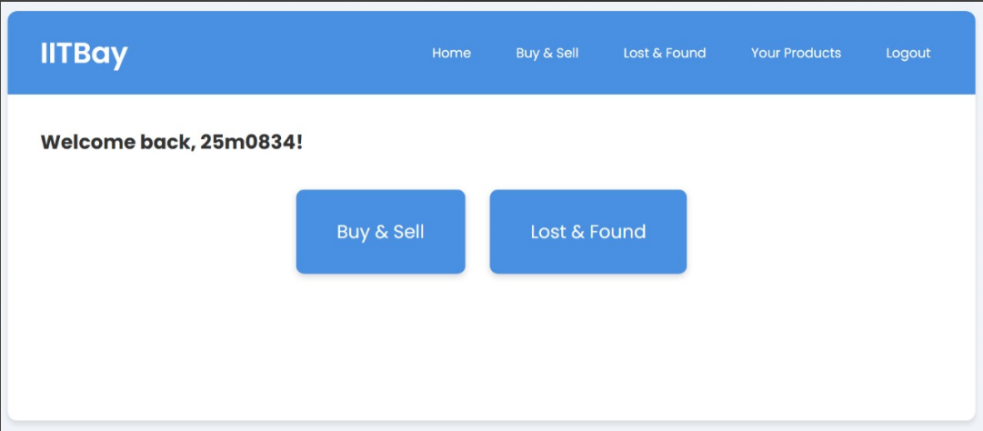 IITBay
Home Buy & Sell Lost & Found Your Products Logout
Welcome back, 25m0834!
Buy & Sell Lost & Found